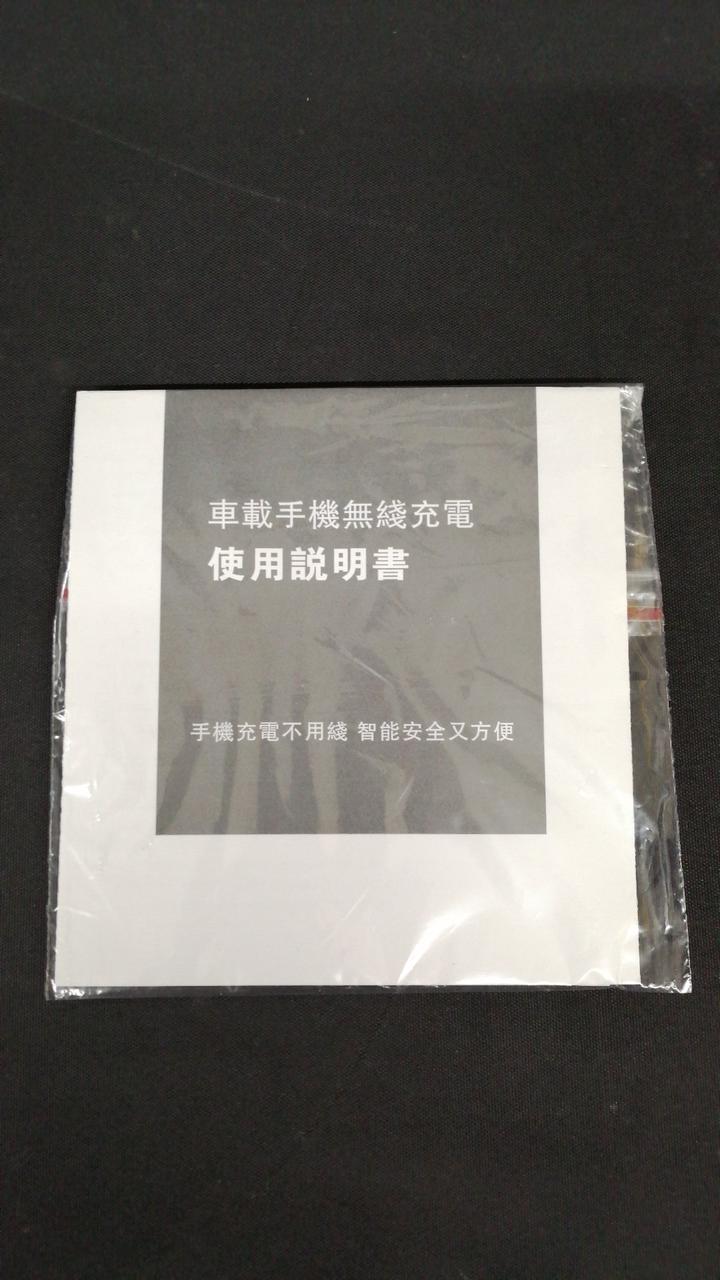 車載手機無綫充電
使用説明書
手機充電不用綫 智能安全又方便